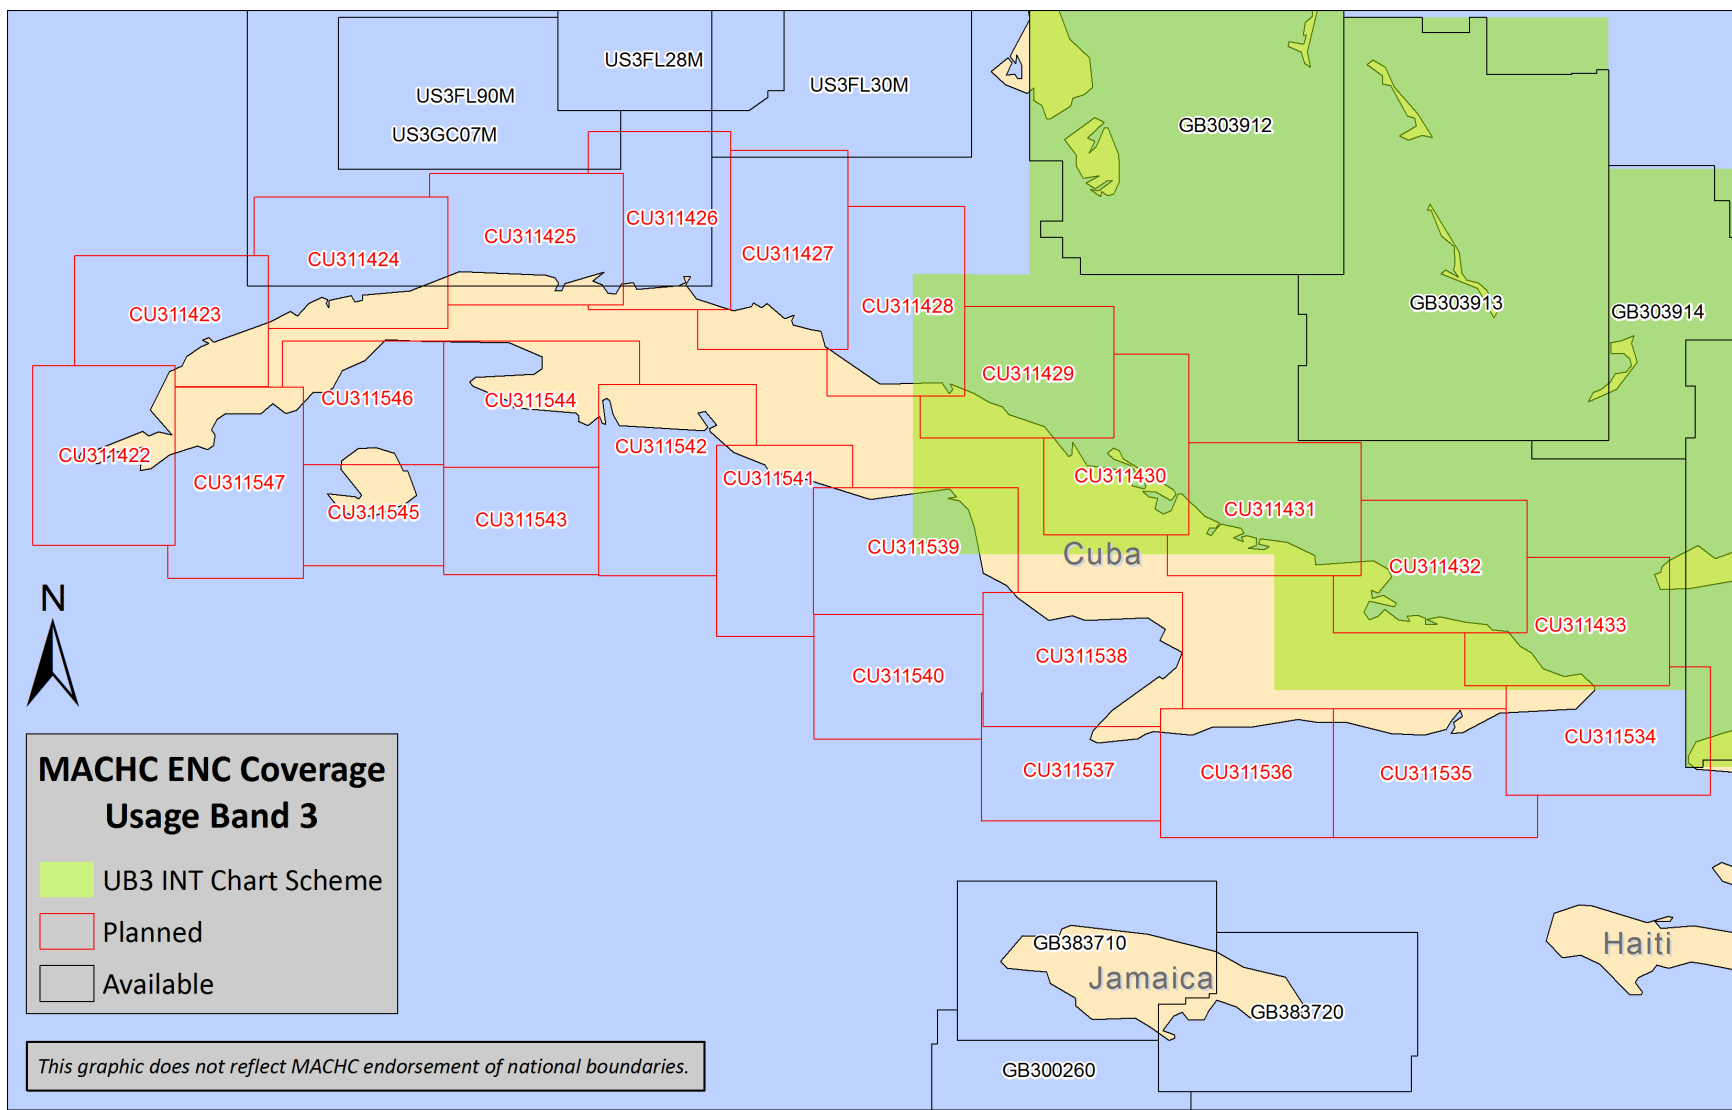 US3FL28M
US3FL30M
US3FL90M
US3GC07M
GB303912
CU311426
CU311425
CU311427
CU311424
CU311428
GB303913
GB303914
CU311423
CU311429
CU311546
CU311544
CU311542
CU311422
CU311430
CU311541
CU311547
CU311431
CU311545
CU311543
CU311539
Cuba
CU311432
N
CU311433
CU311538
CU311540
CU311534
CU311537
CU311536
CU311535
MACHC ENC Coverage
Usage Band 3
UB3 INT Chart Scheme
Planned
Available
GB383710
Haiti
Jamaica
GB383720
This graphic does not reflect MACHC endorsement of national boundaries.
GB300260